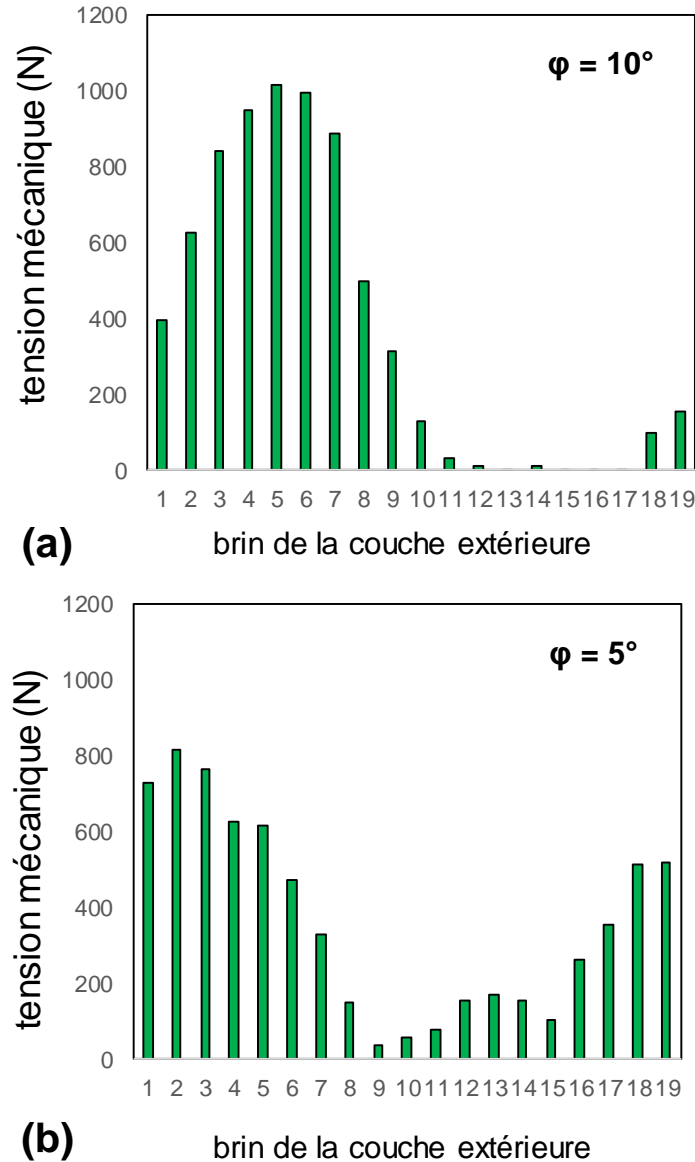 1200
1000
800
600
400
200
0
tension mécanique (N)
φ = 10°
1 2 3 4 5 6 7 8 9 10 11 12 13 14 15 16 17 18 19
(a)
brin de la couche extérieure
1200
1000
800
600
400
200
0
tension mécanique (N)
φ = 5°
1 2 3 4 5 6 7 8 9 10 11 12 13 14 15 16 17 18 19
(b)
brin de la couche extérieure